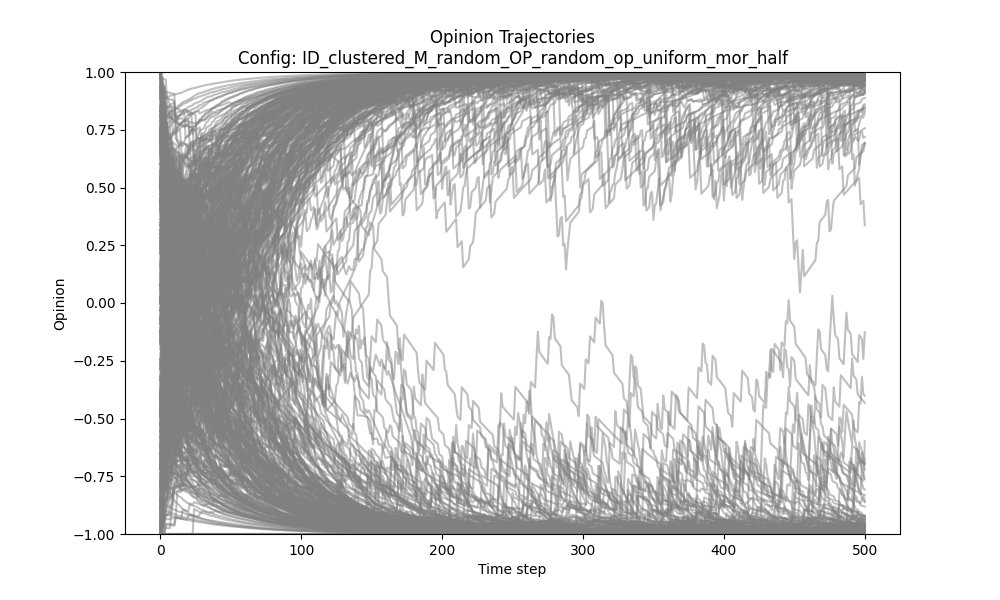 Opinion Trajectories
Config: ID_clustered_M_random_OP_random_op_uniform_mor_half
1.00
0.75
0.50
0.25
0.00
−0.25
−0.50
−0.75
−1.00
Opinion
0 100 200 300 400 500
Time step